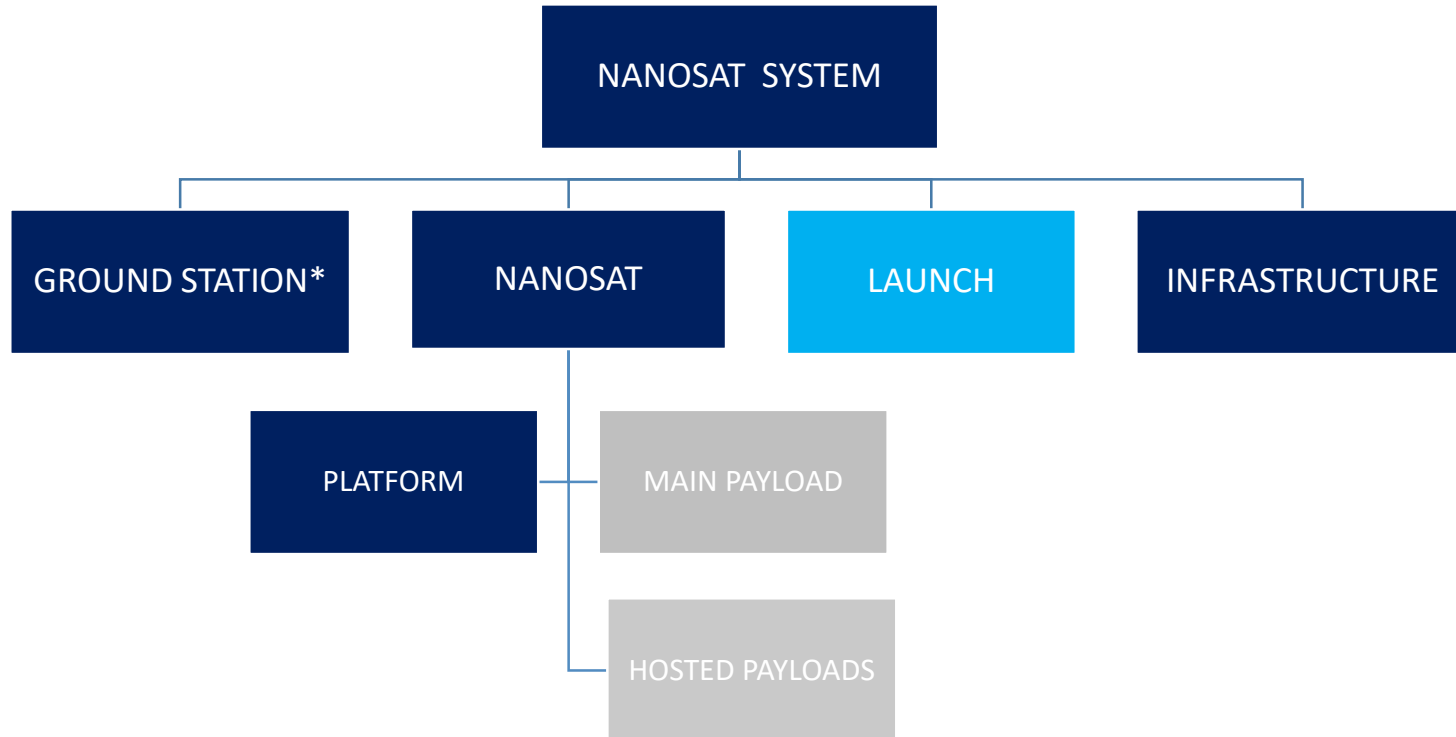 NANOSAT SYSTEM
GROUND STATION*
NANOSAT
LAUNCH
INFRASTRUCTURE
PLATFORM
MAIN PAYLOAD
HOSTED PAYLOADS